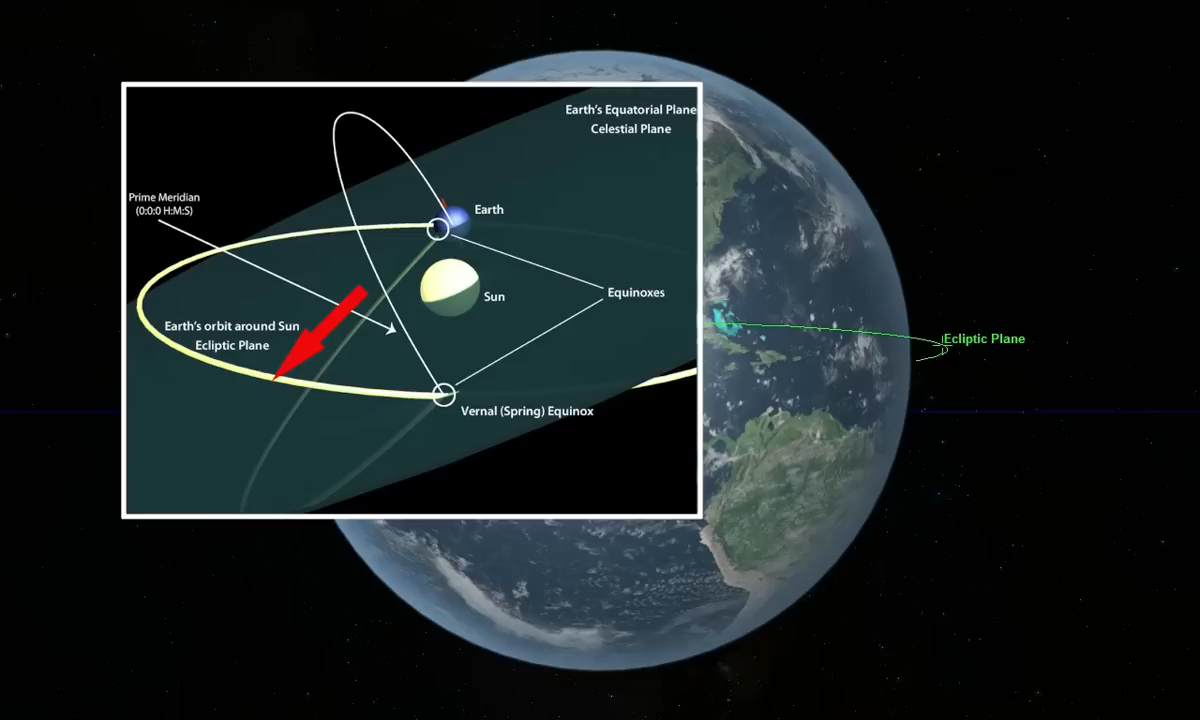 Earth's Equatorial Plane
Celestial Plane
Prime Meridian
(0:0:0 H:M:S)
Earth
Equinoxes
Sun
Earth's orbit around Sun
Ecliptic Plane
Vernal (Spring) Equinox
Ecliptic Plane